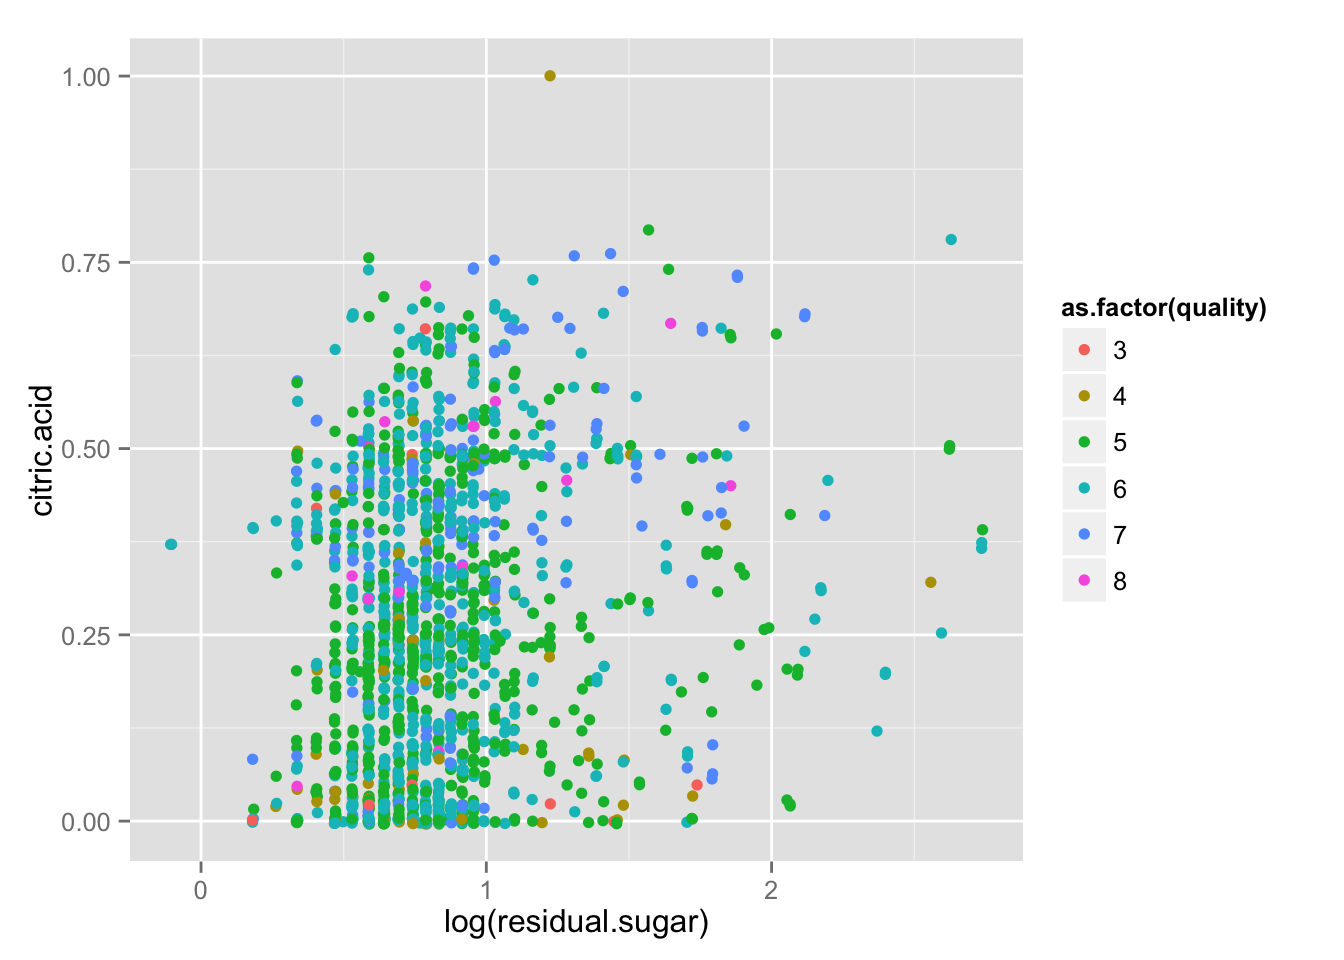 1.00
0.75
0.50
0.25
0.00
citric.acid
0 1 2
log(residual.sugar)
as.factor(quality)
3
4
5
6
7
8